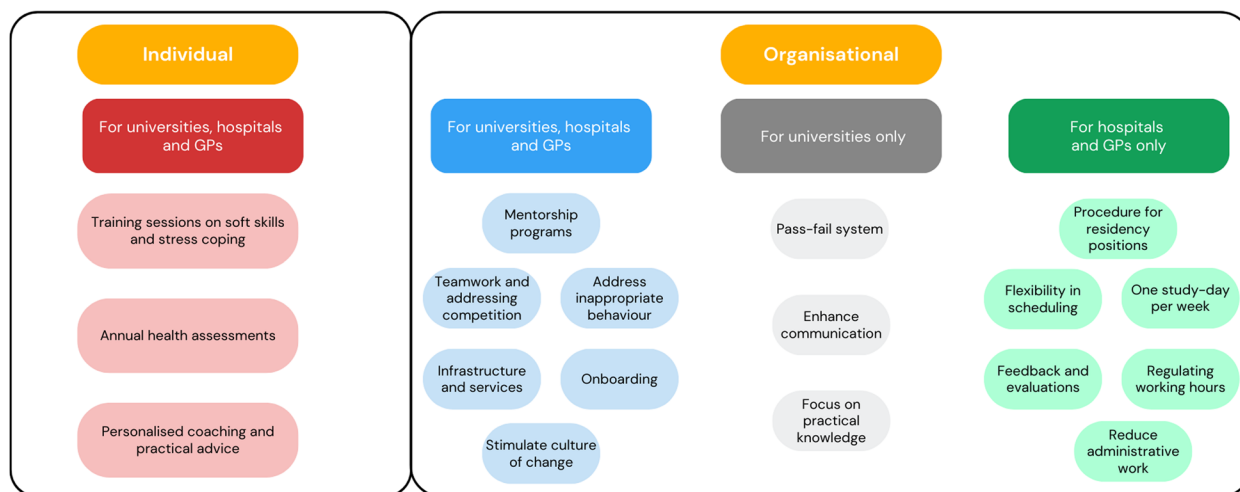 Individual
For universities, hospitals
and GPs
Training sessions on soft skills
and stress coping
Annual health assessments
Personalised coaching and
practical advice
Organisational
For universities, hospitals
and GPs
Mentorship
programs
Teamwork and
addressing
competition
Address
inappropriate
behaviour
Infrastructure
and services
Onboarding
Stimulate culture
of change
For universities only
Pass-fail system
Enhance
communication
Focus on
practical
knowledge
For hospitals
and GPs only
Procedure for
residency
positions
Flexibility in
scheduling
One study-day
per week
Feedback and
evaluations
Regulating
working hours
Reduce
administrative
work